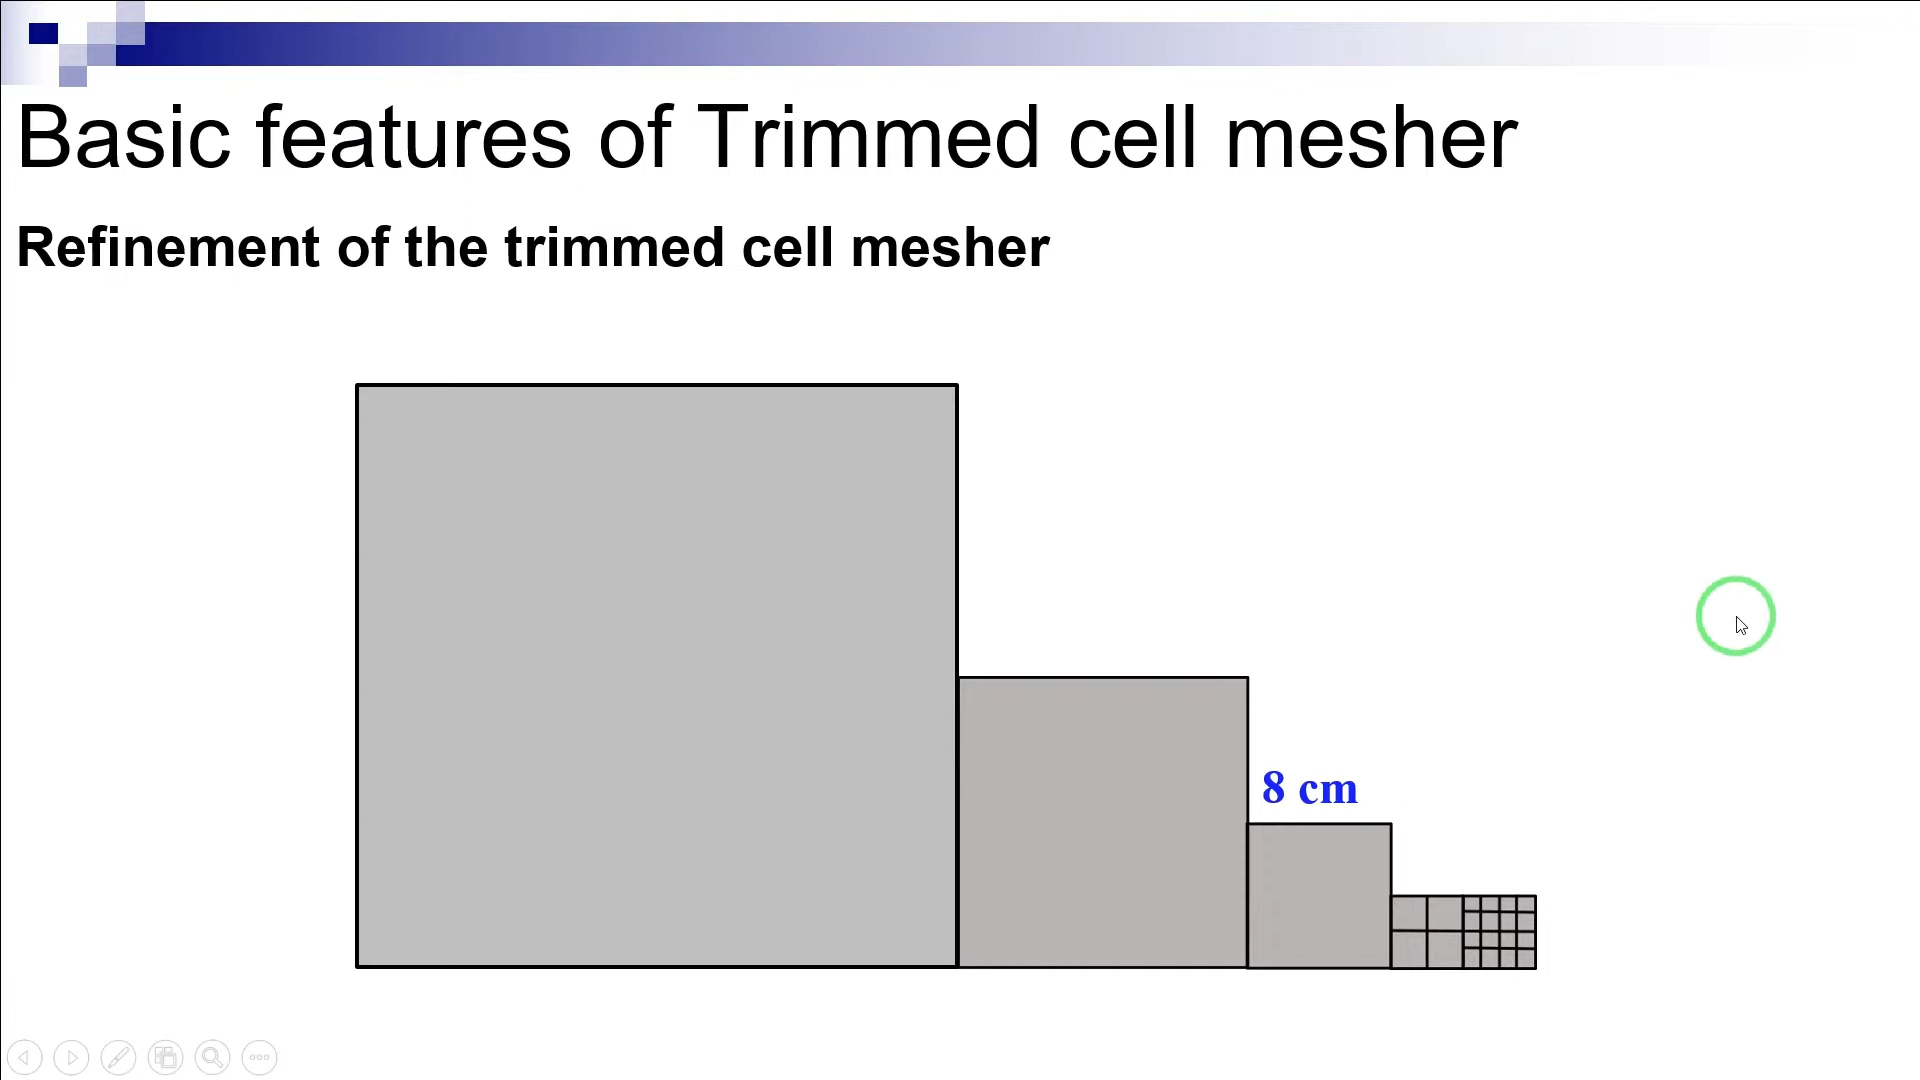 Basic features of Trimmed cell mesher
Refinement of the trimmed cell mesher
8 cm